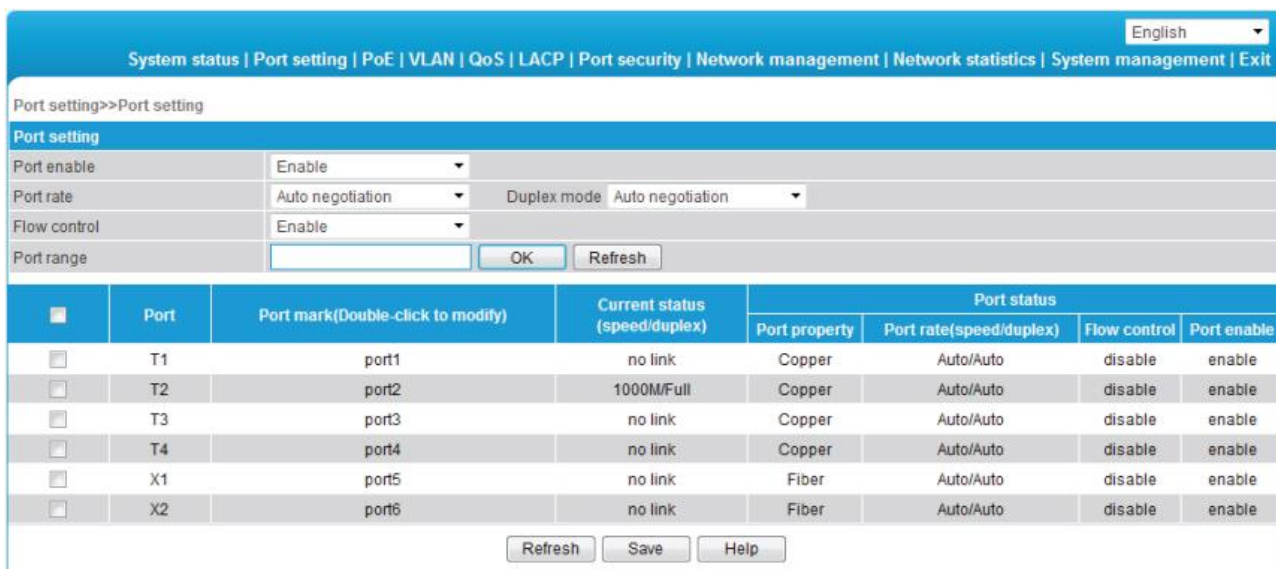 English
System status | Port setting | PoE | VLAN | QoS | LACP | Port security | Network management | Network statistics | System management | Exit
Port setting>>Port setting
Port setting
Port enable Enable
Port rate Auto negotiation Duplex mode Auto negotiation
Flow control Enable
Port range OK Refresh
Port Port mark(Double-click to modify) Current status (speed/duplex) Port status
Port property Port rate(speed/duplex) Flow control Port enable
T1 port1 no link Copper Auto/Auto disable enable
T2 port2 1000M/Full Copper Auto/Auto disable enable
T3 port3 no link Copper Auto/Auto disable enable
T4 port4 no link Copper Auto/Auto disable enable
X1 port5 no link Fiber Auto/Auto disable enable
X2 port6 no link Fiber Auto/Auto disable enable
Refresh Save Help